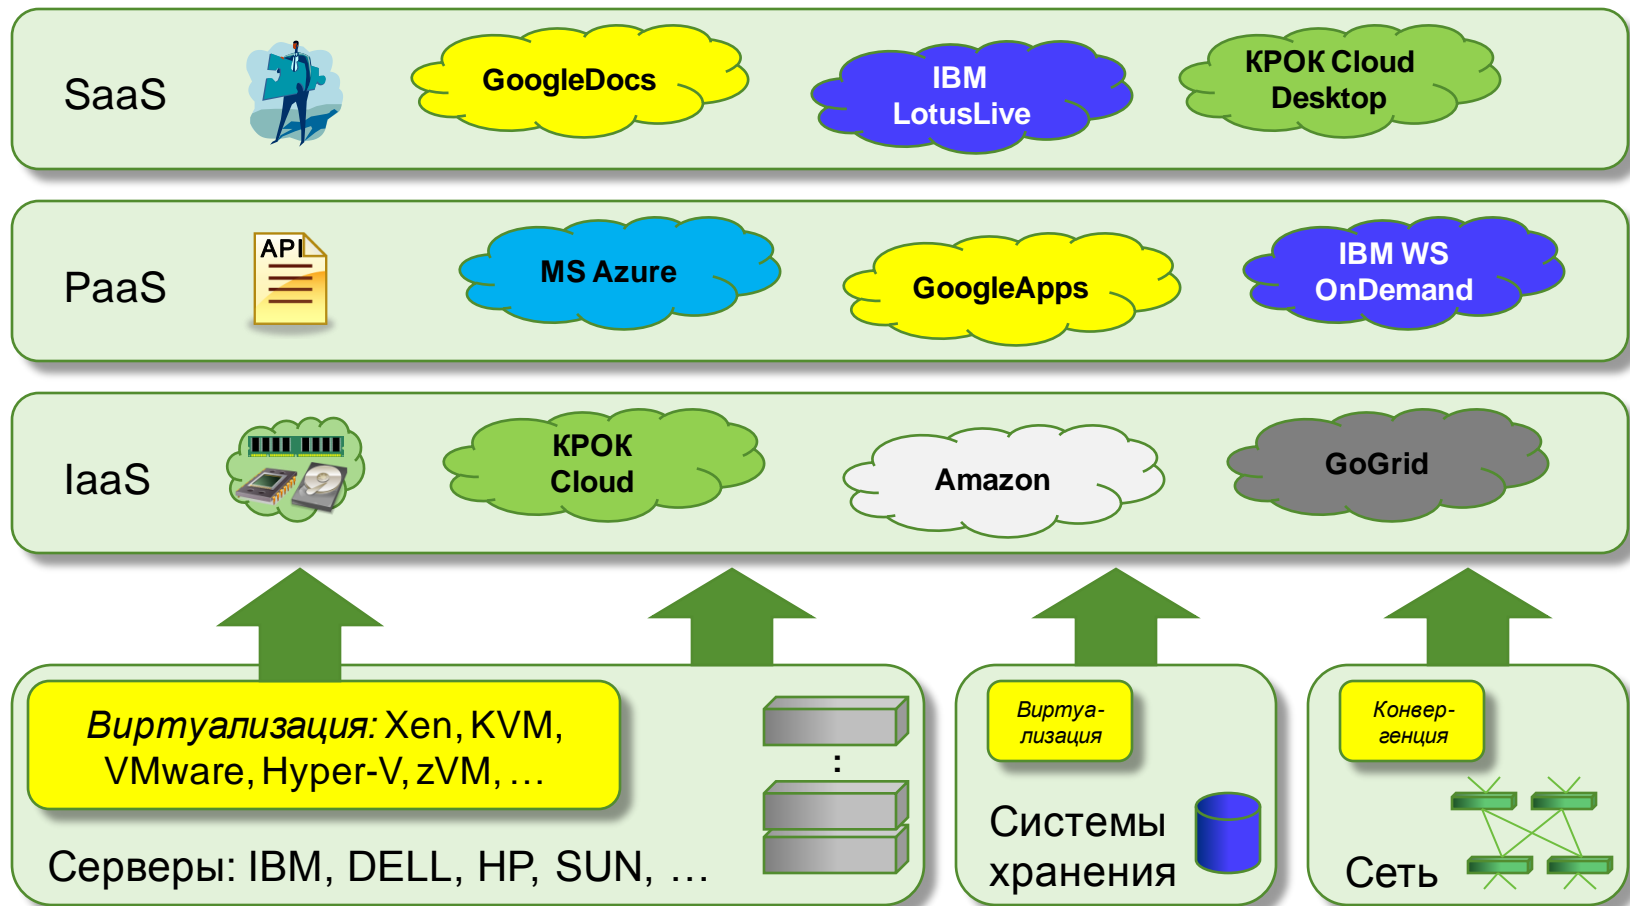 SaaS
GoogleDocs
IBM
LotusLive
КРОК Cloud
Desktop
PaaS
API
MS Azure
GoogleApps
IBM WS
OnDemand
IaaS
КРОК
Cloud
Amazon
GoGrid
Виртуализация: Xen, KVM,
VMware, Hyper-V, zVM, …
:
Серверы: IBM, DELL, HP, SUN, …
Виртуа-
лизация
Системы
хранения
Конвер-
генция
Сеть